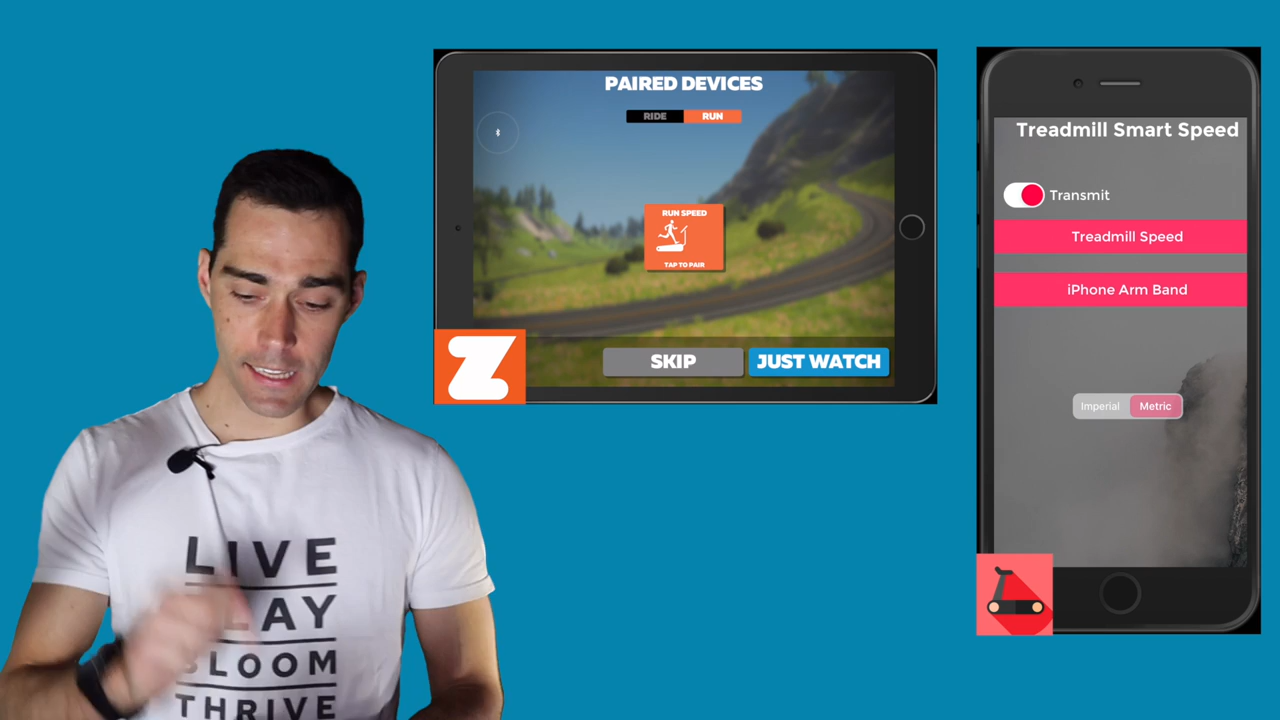 PAIRED DEVICES
RIDE RUN
RUN SPEED
TAP TO PAIR
SKIP JUST WATCH
Treadmill Smart Speed
Transmit
Treadmill Speed
iPhone Arm Band
Imperial Metric
LIVE
BLOOM
THRIVE